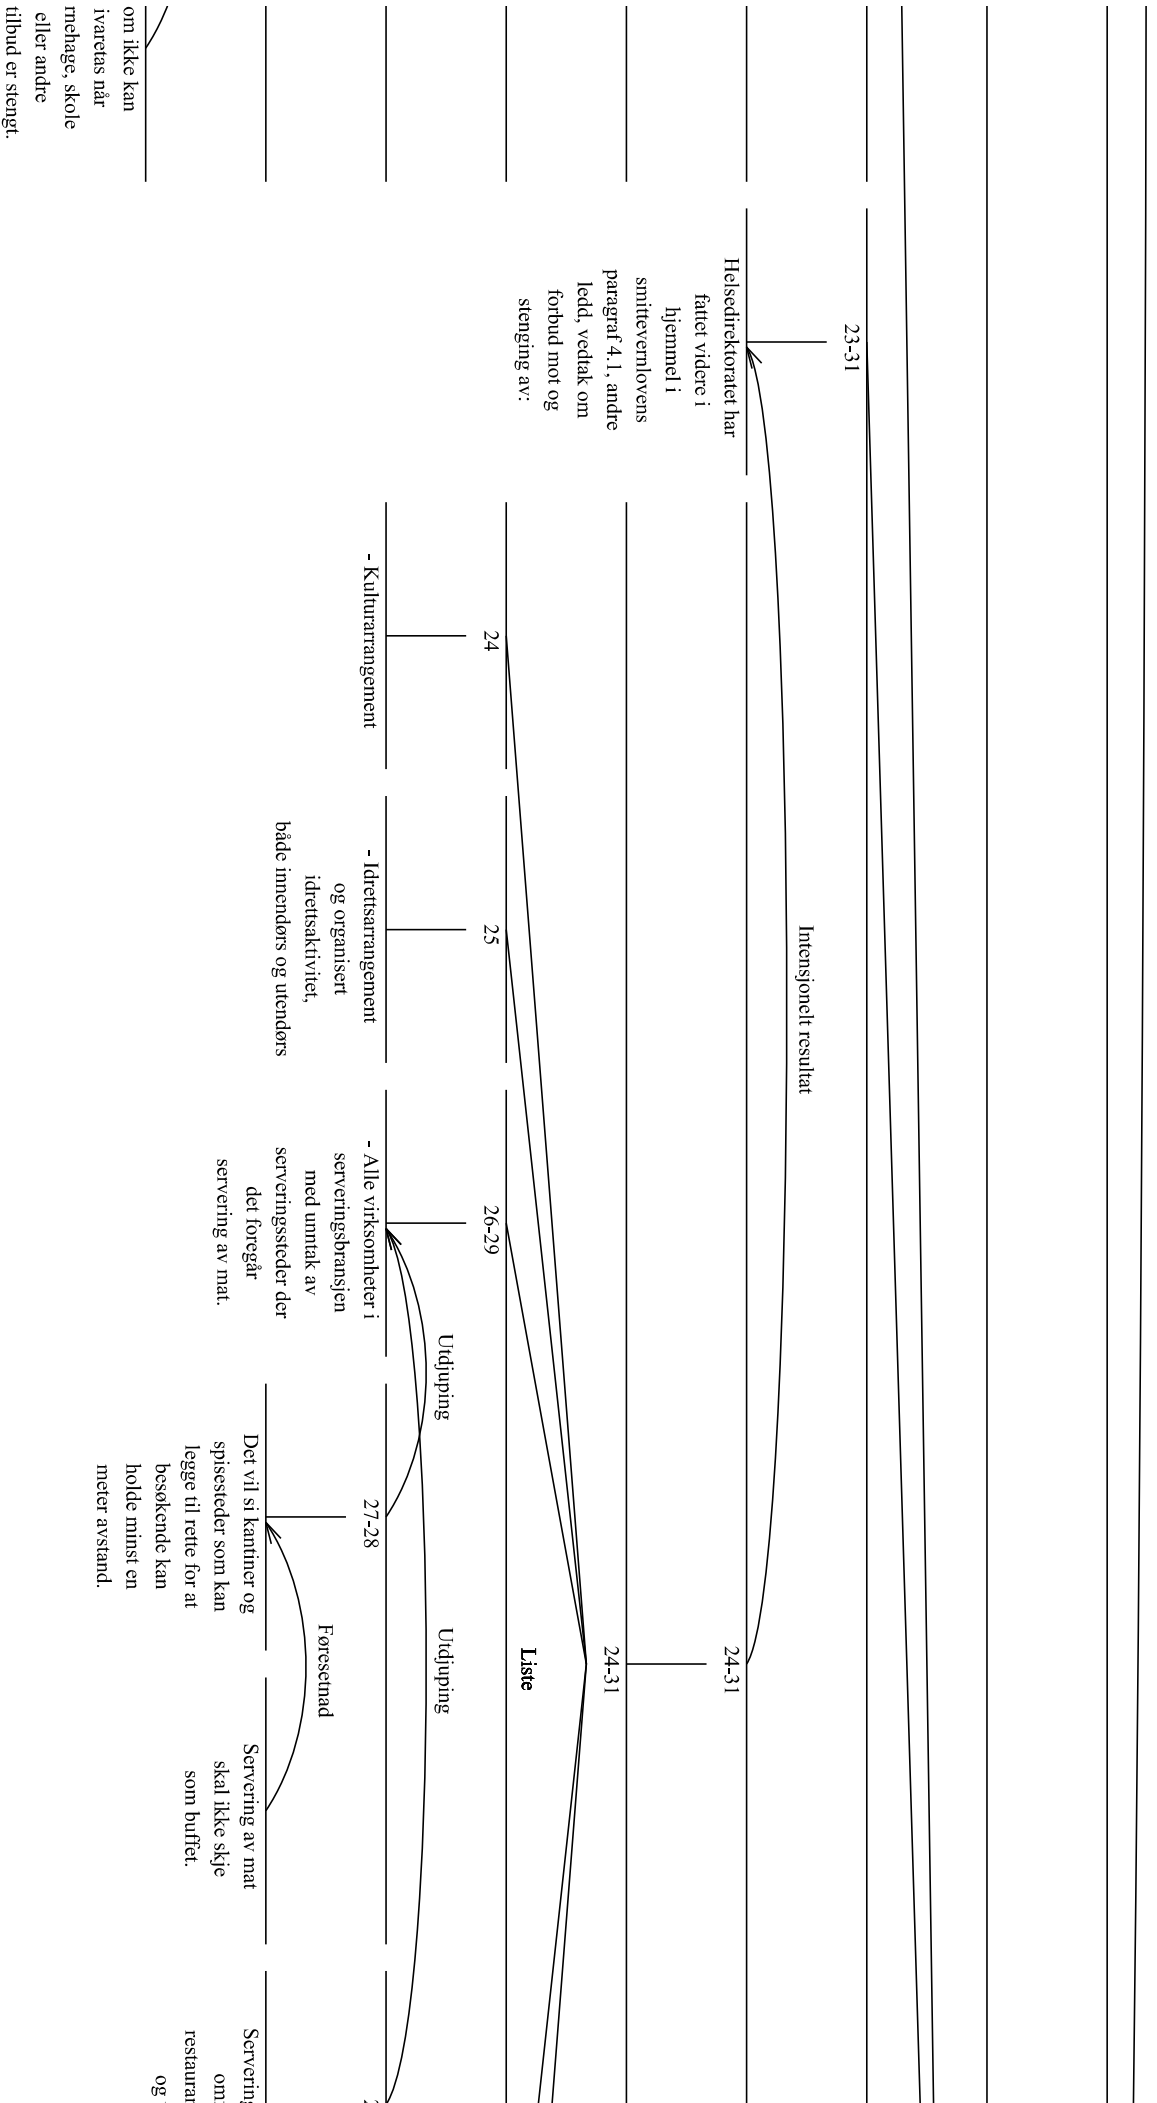 om ikke kan
ivaretas når
rnehage, skole
eller andre
tilbud er stengt.
23-31
Helsedirektoratet har
fattet videre i
hjemmel i
smittevernlovens
paragraf 4.1, andre
ledd, vedtak om
forbud mot og
stenging av:
Intensjonelt resultat
24-31
24-31
Liste
24
- Kulturarrangement
25
- Idrettsarrangement
og organisert
idrettsaktivitet,
både innendørs og utendørs
26-29
- Alle virksomheter i
serveringsbransjen
med unntak av
serveringssteder der
det foregår
servering av mat.
Utdjuping
Utdjuping
27-28
Det vil si kantiner og
spisesteder som kan
legge til rette for at
besøkende kan
holde minst en
meter avstand.
Føresetnad
Servering av mat
skal ikke skje
som buffet.
Servering
om
restauran
og